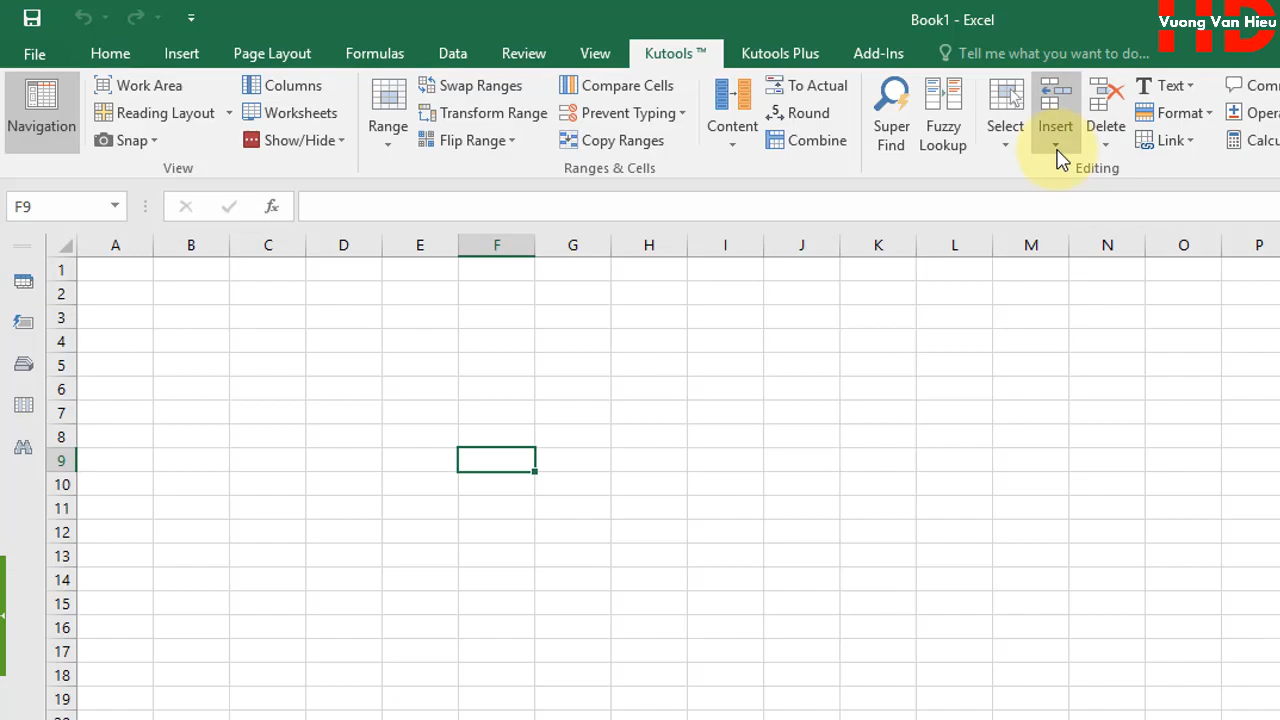 Book1 - Excel
HD
Vuong Van Hieu
File Home Insert Page Layout Formulas Data Review View Kutools ™ Kutools Plus Add-Ins Tell me what you want to do...
Navigation
Work Area
Reading Layout
Snap
Columns
Worksheets
Show/Hide
View
Range
Swap Ranges
Transform Range
Flip Range
Compare Cells
Prevent Typing
Copy Ranges
Ranges & Cells
Content
To Actual
Round
Combine
Super
Find
Fuzzy
Lookup
Select
Insert
Delete
Text
Format
Link
Com
Opera
Calcu
Editing
F9
fx
A B C D E F G H I J K L M N O P
1
2
3
4
5
6
7
8
9
10
11
12
13
14
15
16
17
18
19